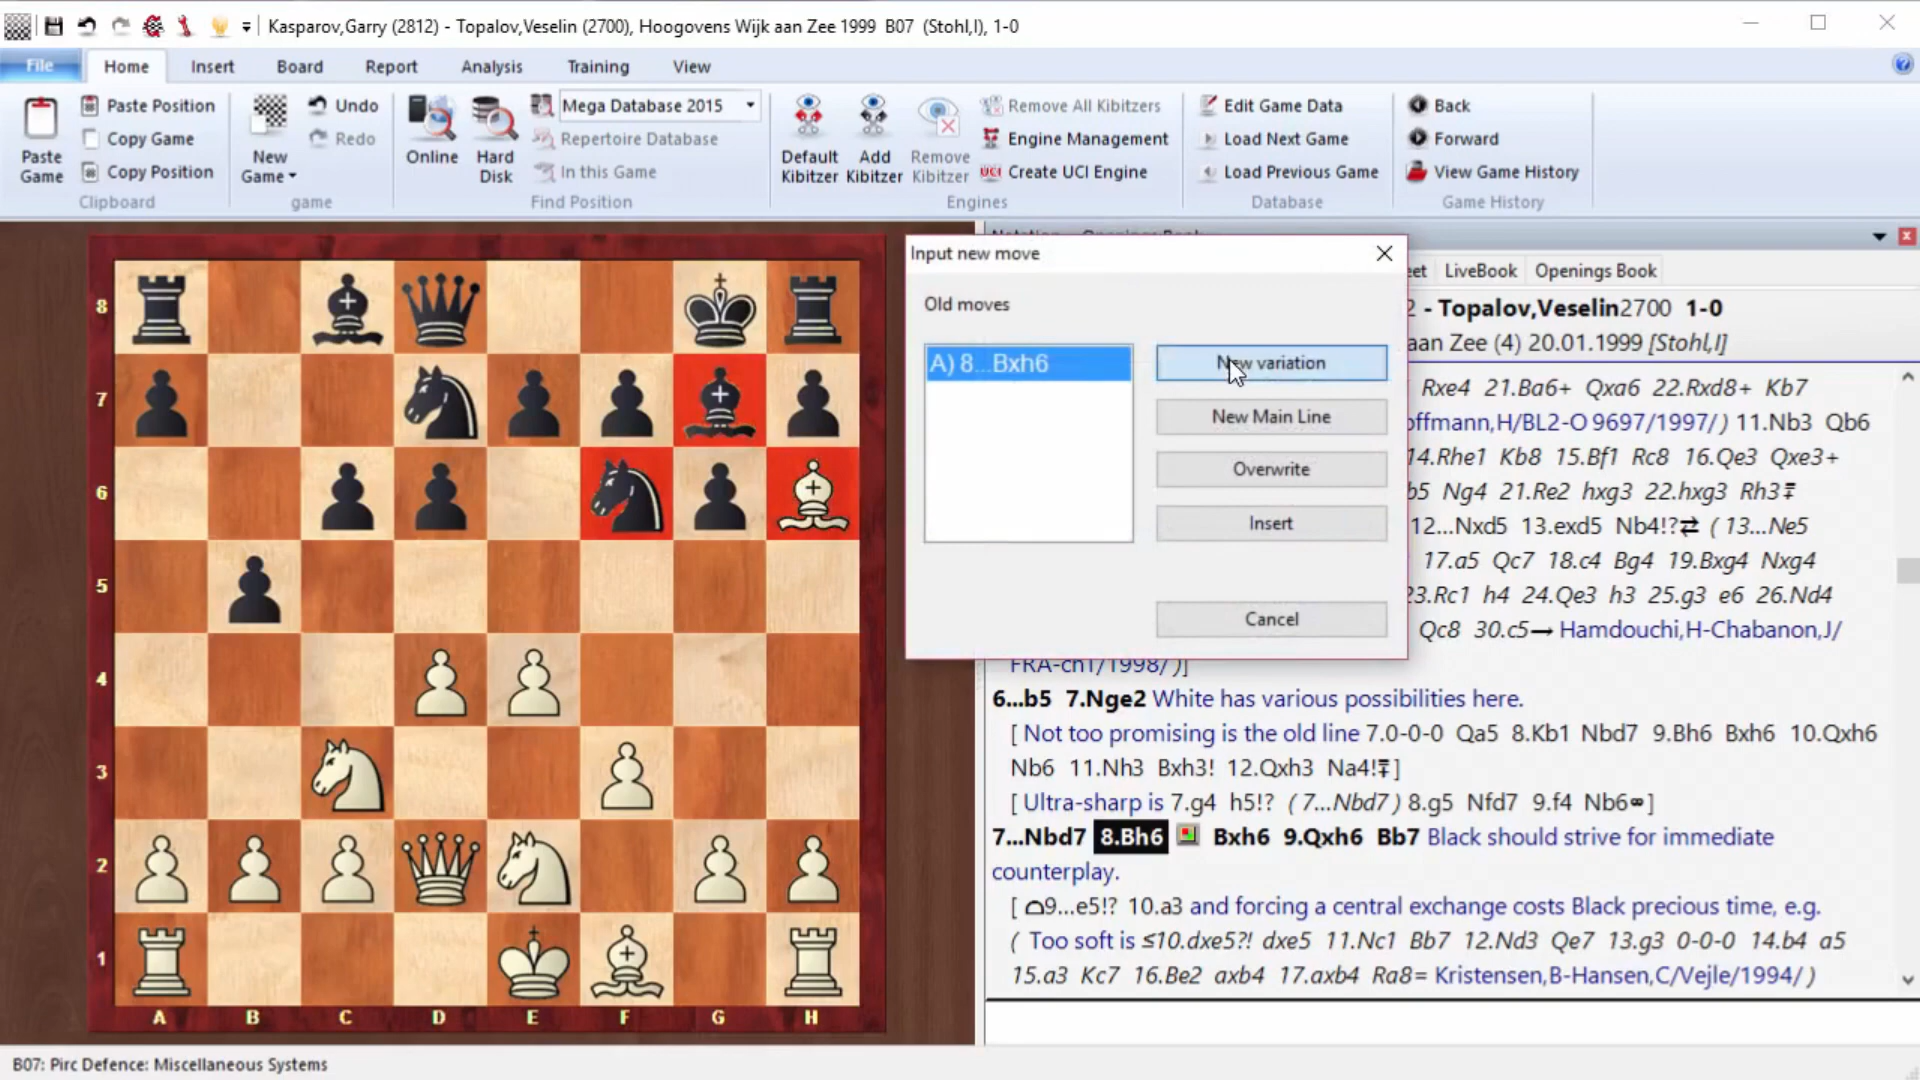 Kasparov,Garry (2812) - Topalov,Veselin (2700), Hoogovens Wijk aan Zee 1999 B07 (Stohl,I), 1-0
File Home Insert Board Report Analysis Training View
Paste Game
Paste Position
Copy Game
Copy Position
Clipboard
New Game
Undo
Redo
game
Online
Hard Disk
Mega Database 2015
Repertoire Database
In this Game
Find Position
Default Kibitzer
Add Kibitzer
Remove Kibitzer
Remove All Kibitzers
Engine Management
UCI Create UCI Engine
Engines
Edit Game Data
Load Next Game
Load Previous Game
Database
Back
Forward
View Game History
Game History
Input new move
Old moves
A) 8...Bxh6
New variation
New Main Line
Overwrite
Insert
Cancel
eet LiveBook Openings Book
2 - Topalov,Veselin2700 1-0
aan Zee (4) 20.01.1999 [Stohl,I]
Rxe4 21.Ba6+ Qxa6 22.Rxd8+ Kb7
offmann,H/BL2-O 9697/1997/ ) 11.Nb3 Qb6
14.Rhe1 Kb8 15.Bf1 Rc8 16.Qe3 Qxe3+
b5 Ng4 21.Re2 hxg3 22.hxg3 Rh3⩱
12...Nxd5 13.exd5 Nb4!?⇄ ( 13...Ne5
17.a5 Qc7 18.c4 Bg4 19.Bxg4 Nxg4
23.Rc1 h4 24.Qe3 h3 25.g3 e6 26.Nd4
Qc8 30.c5→ Hamdouchi,H-Chabanon,J/
FRA-ch1/1998/ )]
6...b5 7.Nge2 White has various possibilities here.
[ Not too promising is the old line 7.0-0-0 Qa5 8.Kb1 Nbd7 9.Bh6 Bxh6 10.Qxh6
Nb6 11.Nh3 Bxh3! 12.Qxh3 Na4!⩱ ]
[ Ultra-sharp is 7.g4 h5!? ( 7...Nbd7 ) 8.g5 Nfd7 9.f4 Nb6∞ ]
7...Nbd7 8.Bh6 Bxh6 9.Qxh6 Bb7 Black should strive for immediate
counterplay.
[ ⌓9...e5!? 10.a3 and forcing a central exchange costs Black precious time, e.g.
( Too soft is ≤10.dxe5?! dxe5 11.Nc1 Bb7 12.Nd3 Qe7 13.g3 0-0-0 14.b4 a5
15.a3 Kc7 16.Be2 axb4 17.axb4 Ra8= Kristensen,B-Hansen,C/Vejle/1994/ )
8
7
6
5
4
3
2
1
A B C D E F G H
B07: Pirc Defence: Miscellaneous Systems